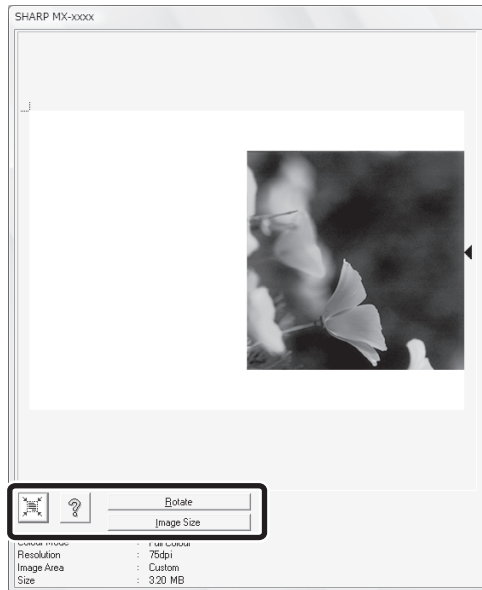 SHARP MX-xxxx
Rotate
Image Size
Colour Mode : Full Colour
Resolution : 75dpi
Image Area : Custom
Size : 3.20 MB